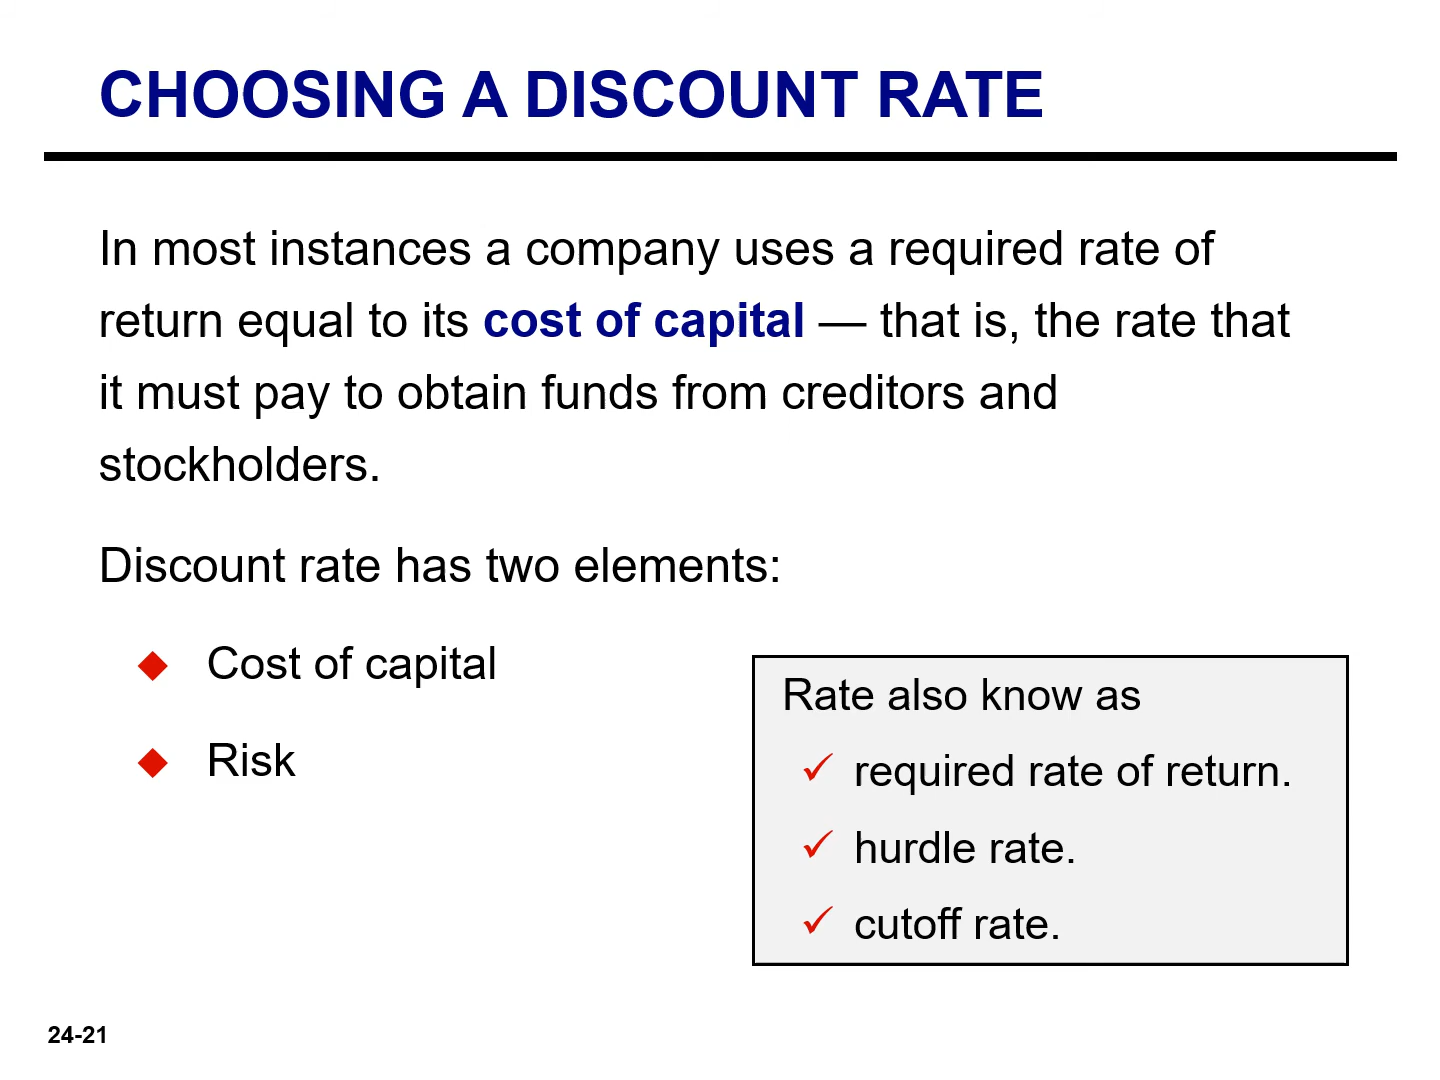 CHOOSING A DISCOUNT RATE
In most instances a company uses a required rate of
return equal to its cost of capital — that is, the rate that
it must pay to obtain funds from creditors and
stockholders.
Discount rate has two elements:
Cost of capital
Risk
Rate also know as
required rate of return.
hurdle rate.
cutoff rate.
24-21